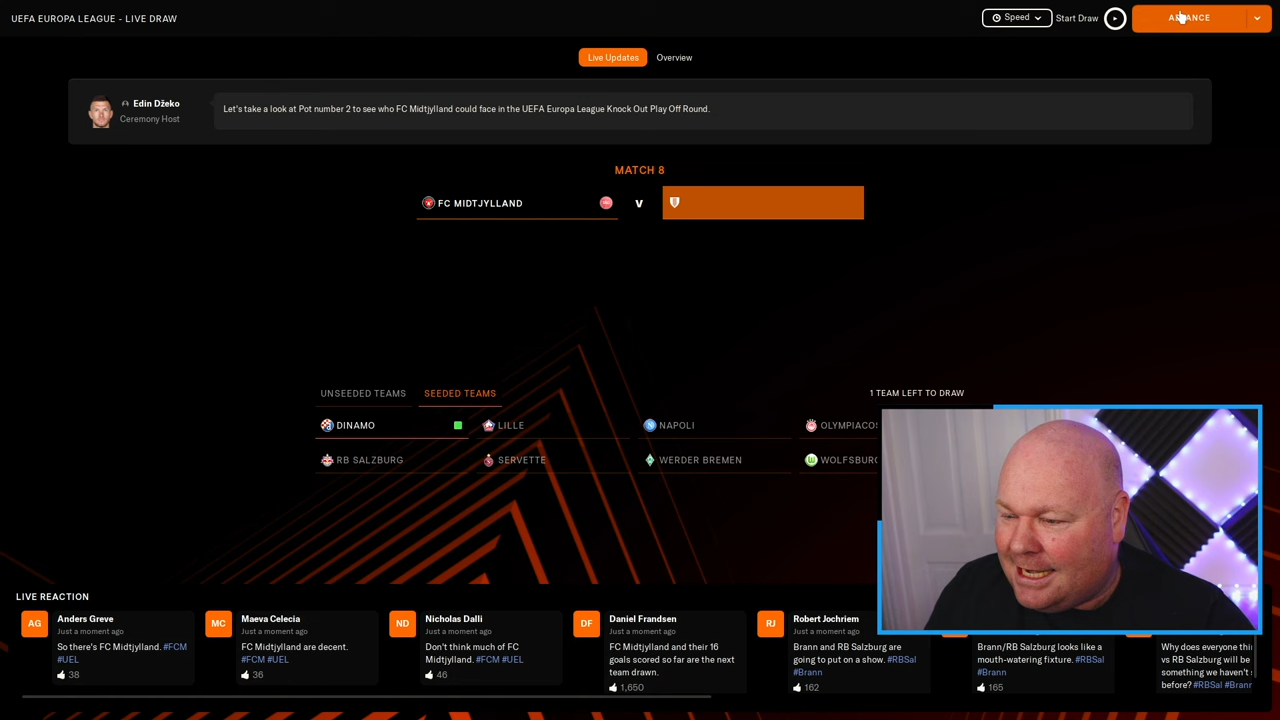 UEFA EUROPA LEAGUE - LIVE DRAW
Speed
Start Draw
Live Updates
Overview
Edin Džeko
Ceremony Host
Let's take a look at Pot number 2 to see who FC Midtjylland could face in the UEFA Europa League Knock Out Play Off Round.
MATCH 8
FC MIDTJYLLAND
v
UNSEEDED TEAMS
SEEDED TEAMS
1 TEAM LEFT TO DRAW
DINAMO
LILLE
NAPOLI
OLYMPIACOS
RB SALZBURG
SERVETTE
WERDER BREMEN
WOLFSBURG
LIVE REACTION
AG
Anders Greve
Just a moment ago
So there's FC Midtjylland. #FCM
#UEL
38
MC
Maeva Celecia
Just a moment ago
FC Midtjylland are decent.
#FCM #UEL
36
ND
Nicholas Dalli
Just a moment ago
Don't think much of FC
Midtjylland. #FCM #UEL
46
DF
Daniel Frandsen
Just a moment ago
FC Midtjylland and their 16
goals scored so far are the next
team drawn.
1,650
RJ
Robert Jochriem
Just a moment ago
Brann and RB Salzburg are
going to put on a show. #RBSal
#Brann
162
Brann/RB Salzburg looks like a
mouth-watering fixture. #RBSal
#Brann
165
Why does everyone
vs RB Salzburg will be
something we haven't
before? #RBSal #Brann